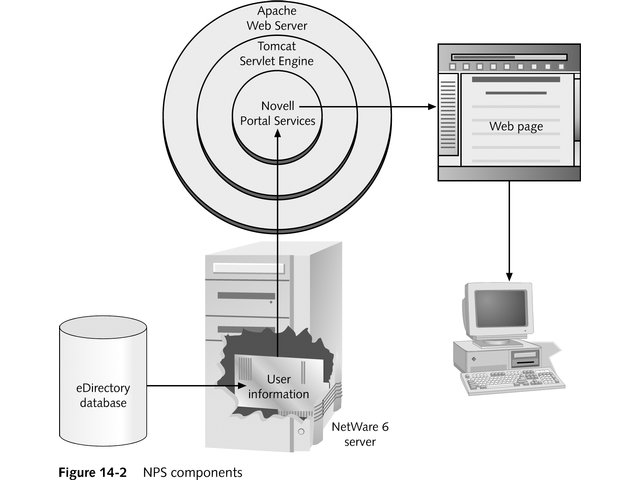 Apache
Web Server
Tomcat
Servlet Engine
Novell
Portal Services
Web page
User
information
eDirectory
database
NetWare 6
server
Figure 14-2 NPS components